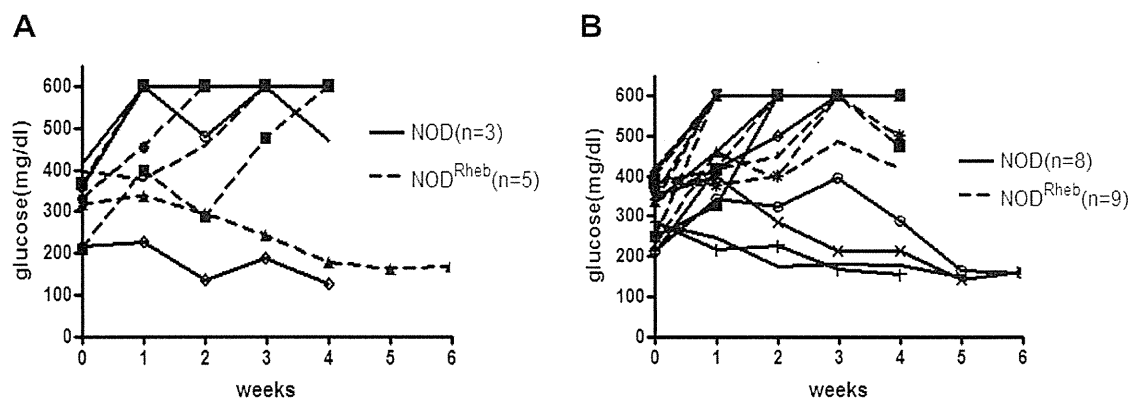 A
glucose(mg/dl)
600
500
400
300
200
100
0
0 1 2 3 4 5 6
weeks
NOD(n=3)
NOD^Rheb(n=5)
B
glucose(mg/dl)
600
500
400
300
200
100
0
0 1 2 3 4 5 6
weeks
NOD(n=8)
NOD^Rheb(n=9)